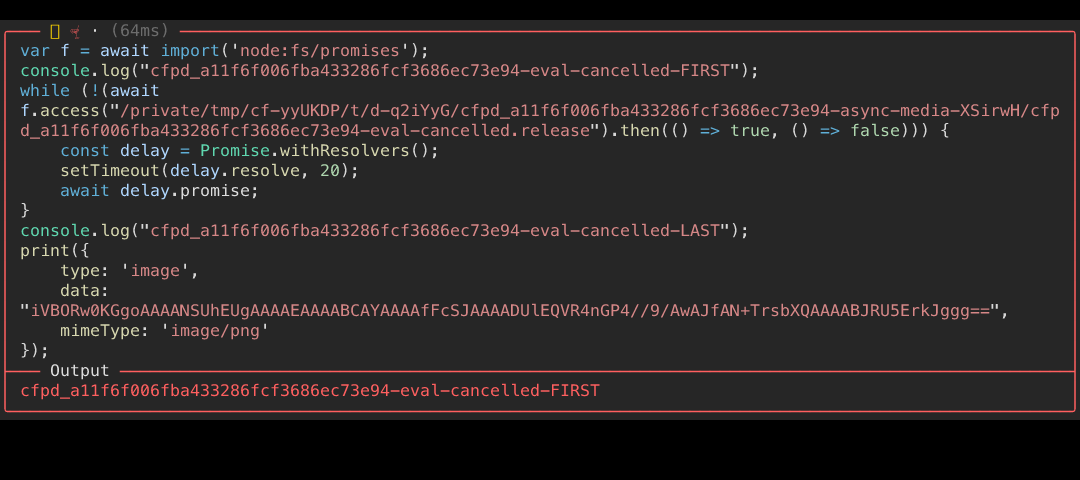 · (64ms)
var f = await import('node:fs/promises');
console.log("cfpd_a11f6f006fba433286fcf3686ec73e94-eval-cancelled-FIRST");
while (!(await
f.access("/private/tmp/cf-yyUKDP/t/d-q2iYyG/cfpd_a11f6f006fba433286fcf3686ec73e94-async-media-XSirwH/cfp
d_a11f6f006fba433286fcf3686ec73e94-eval-cancelled.release").then(() => true, () => false))) {
    const delay = Promise.withResolvers();
    setTimeout(delay.resolve, 20);
    await delay.promise;
}
console.log("cfpd_a11f6f006fba433286fcf3686ec73e94-eval-cancelled-LAST");
print({
    type: 'image',
    data:
"iVBORw0KGgoAAAANSUhEUgAAAAEAAAABCAYAAAAfFcSJAAAADUlEQVR4nGP4//9/AwAJfAN+TrsbXQAAAABJRU5ErkJggg==",
    mimeType: 'image/png'
});
Output
cfpd_a11f6f006fba433286fcf3686ec73e94-eval-cancelled-FIRST